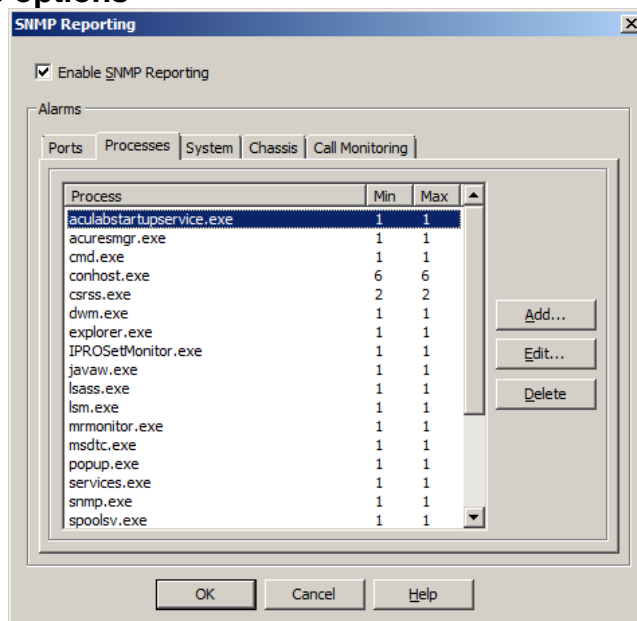 options
SNMP Reporting
Enable SNMP Reporting
Alarms
Ports Processes System Chassis Call Monitoring
Process Min Max
aculabstartupservice.exe 1 1
acuresmgr.exe 1 1
cmd.exe 1 1
conhost.exe 6 6
csrss.exe 2 2
dwm.exe 1 1
Add...
explorer.exe 1 1
IPROSetMonitor.exe 1 1
Edit...
javaw.exe 1 1
lsass.exe 1 1
Delete
lsm.exe 1 1
mrmonitor.exe 1 1
msdtc.exe 1 1
popup.exe 1 1
services.exe 1 1
snmp.exe 1 1
spoolsv.exe 1 1
OK Cancel Help